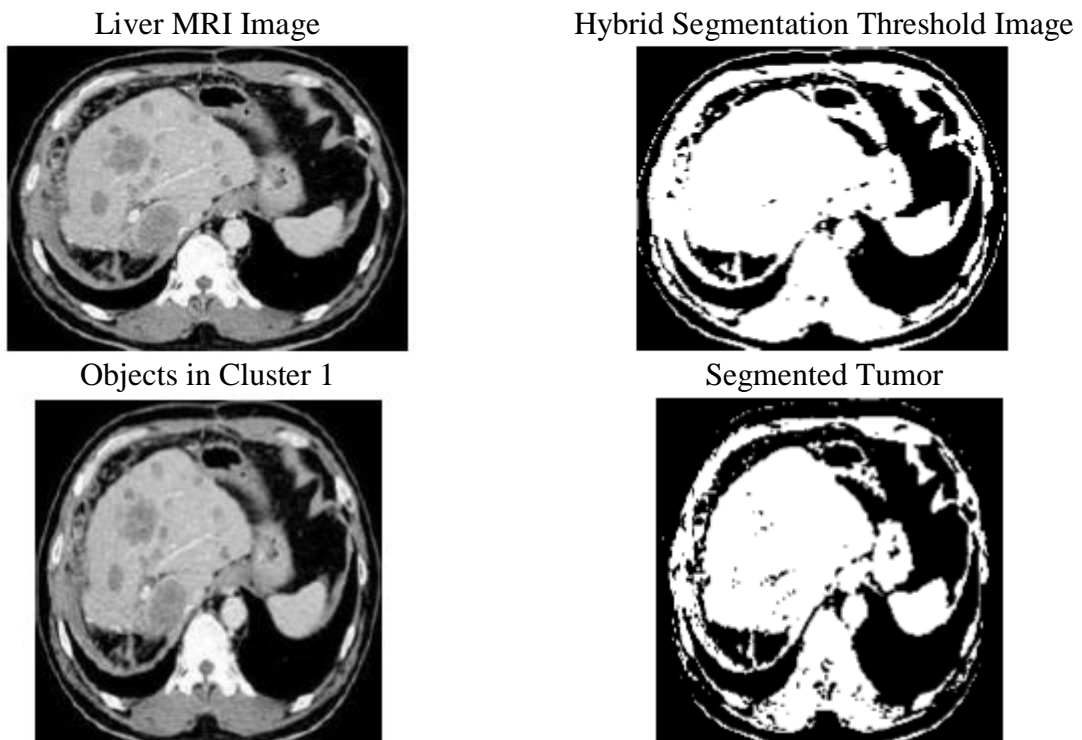 Liver MRI Image
Hybrid Segmentation Threshold Image
Objects in Cluster 1
Segmented Tumor